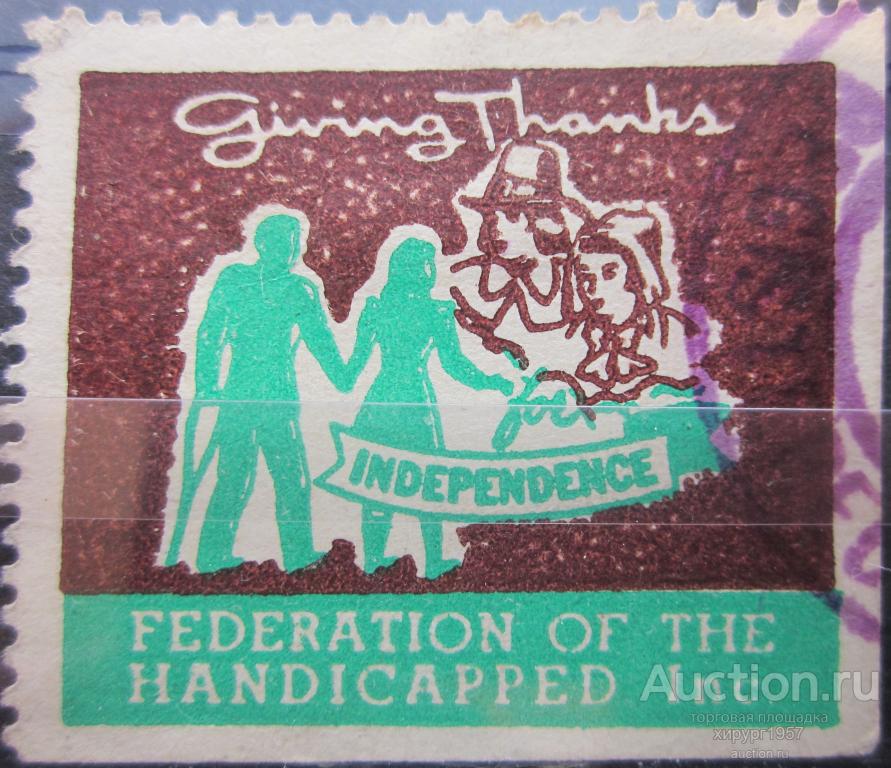 Giving Thanks
for
INDEPENDENCE
FEDERATION OF THE
HANDICAPPED
Auction.ru
торговая площадка
хирург1957
auction.ru